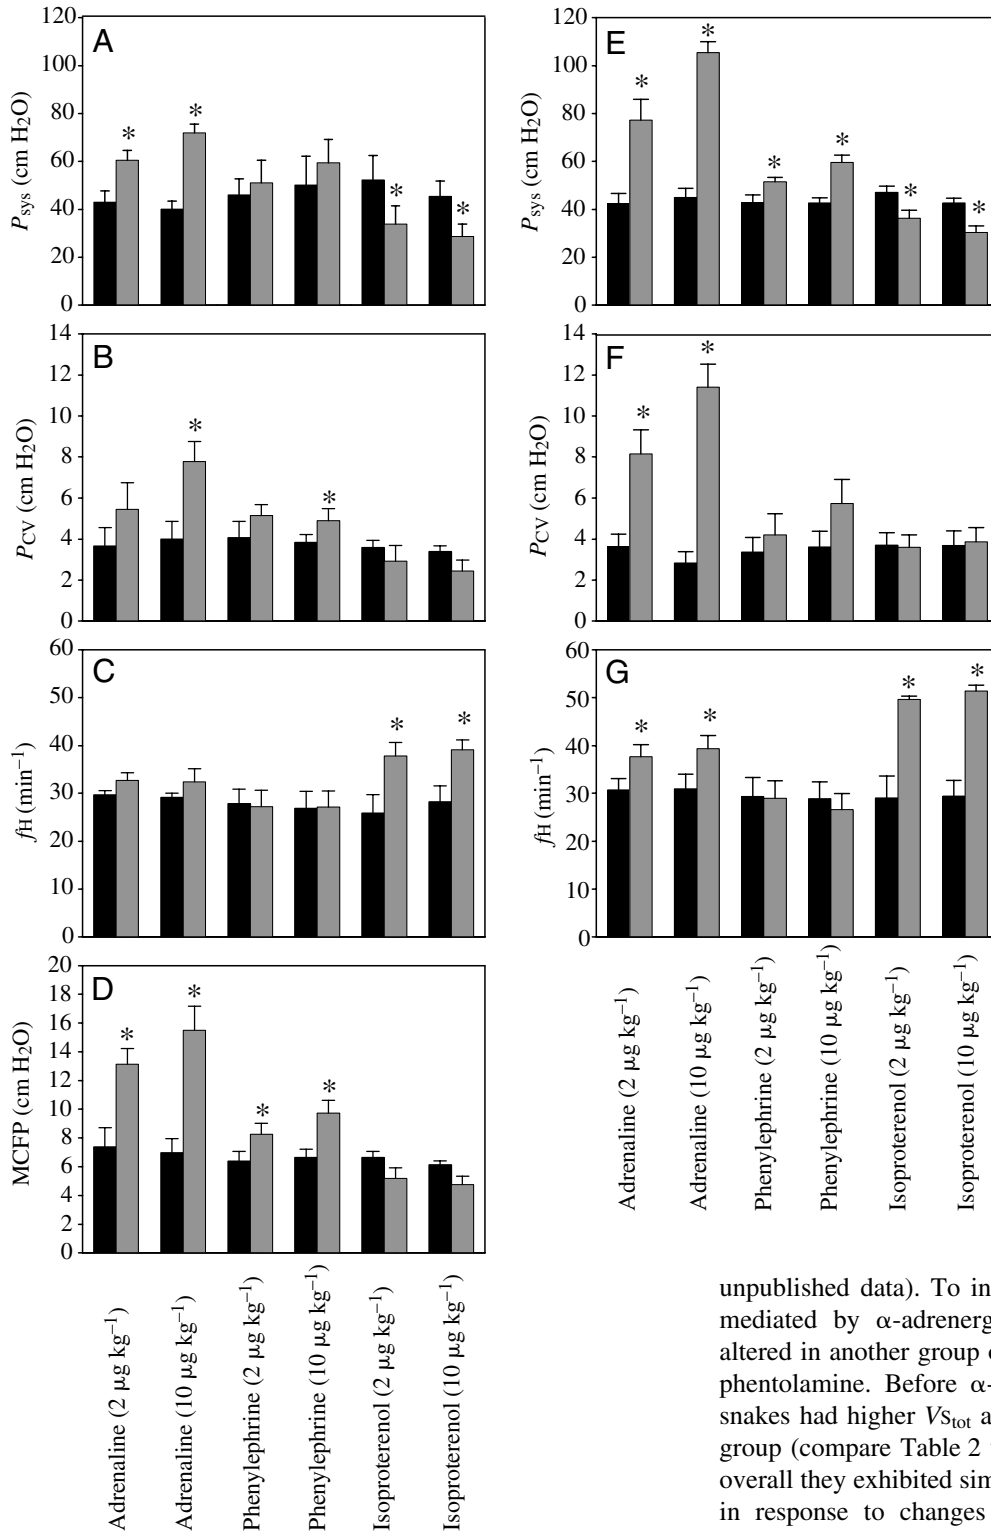 A
120
100
80
60
40
20
0
Psys (cm H2O)
* * * *
B
14
12
10
8
6
4
2
0
PCV (cm H2O)
* *
C
60
50
40
30
20
10
0
fH (min–1)
* *
D
20
18
16
14
12
10
8
6
4
2
0
MCFP (cm H2O)
* * * *
Adrenaline (2 µg kg–1)
Adrenaline (10 µg kg–1)
Phenylephrine (2 µg kg–1)
Phenylephrine (10 µg kg–1)
Isoproterenol (2 µg kg–1)
Isoproterenol (10 µg kg–1)
E
120
100
80
60
40
20
0
Psys (cm H2O)
* * * * * *
F
14
12
10
8
6
4
2
0
PCV (cm H2O)
* *
G
60
50
40
30
20
10
0
fH (min–1)
* * * *
Adrenaline (2 µg kg–1)
Adrenaline (10 µg kg–1)
Phenylephrine (2 µg kg–1)
Phenylephrine (10 µg kg–1)
Isoproterenol (2 µg kg–1)
Isoproterenol (10 µg kg–1)
unpublished data). To in
mediated by α-adrenerg
altered in another group
phentolamine. Before α-
snakes had higher VStot a
group (compare Table 2
overall they exhibited sim
in response to changes